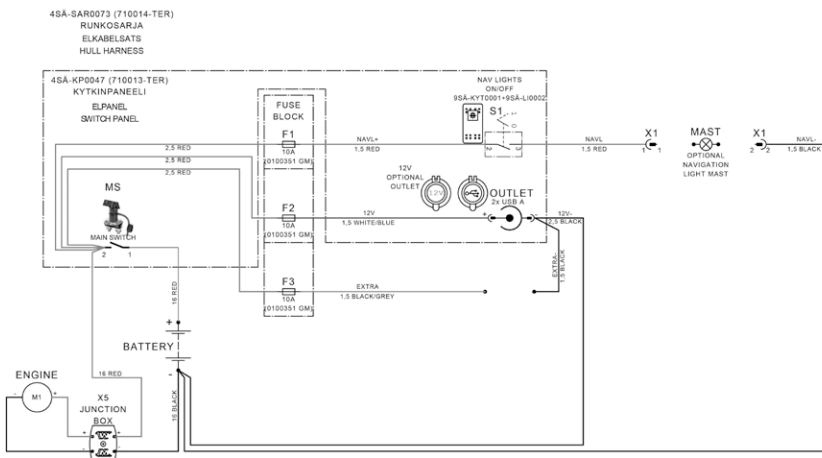 4SÄ-SAR0073 (710014-TER)
RUNKOSARJA
ELKABELSATS
HULL HARNESS
4SÄ-KP0047 (710013-TER)
KYTKINPANEELI
ELPANEL
SWITCH PANEL
NAV LIGHTS
ON/OFF
9SÄ-KYT0001+9SÄ-LI0002
S1
1
0
2
3
FUSE
BLOCK
F1
10A
(0100351 GM)
2,5 RED
2,5 RED
2,5 RED
NAVL+
1,5 RED
NAVL
1,5 RED
X1
1
1
MAST
OPTIONAL
NAVIGATION
LIGHT MAST
X1
2
2
NAVL-
1,5 BLACK
MS
MAIN SWITCH
2
1
12V
OPTIONAL
OUTLET
12V
OUTLET
2x USB A
F2
10A
(0100351 GM)
12V
1,5 WHITE/BLUE
+
-
12V-
2,5 BLACK
EXTRA-
1,5 BLACK
F3
10A
(0100351 GM)
EXTRA
1,5 BLACK/GREY
16 RED
+
BATTERY
-
16 RED
16 BLACK
ENGINE
-
M1
+
X5
JUNCTION
BOX
+
+
-
-